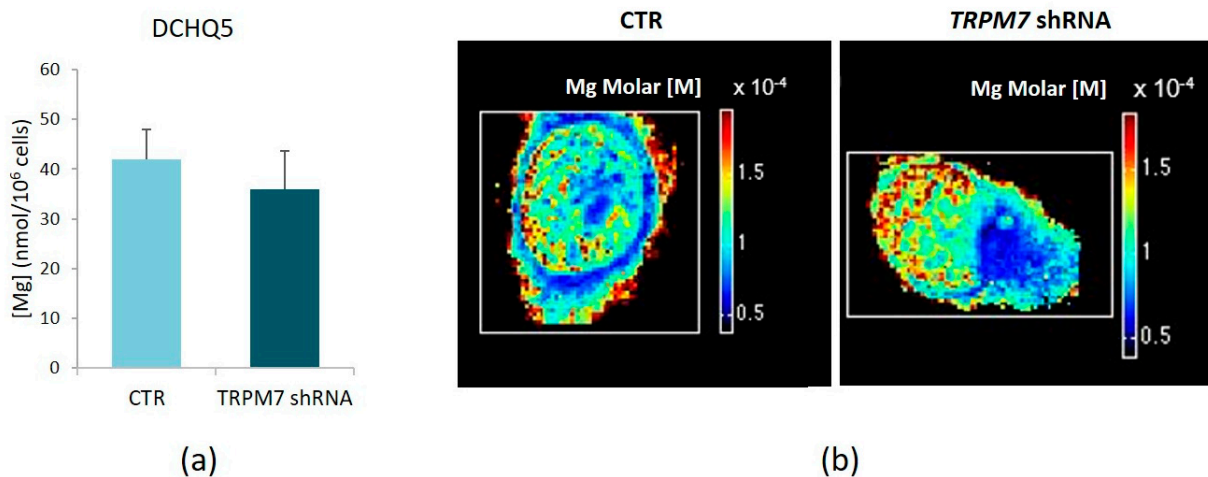 DCHQ5
60
50
40
30
20
10
0
[Mg] (nmol/10⁶ cells)
CTR
TRPM7 shRNA
(a)
CTR
Mg Molar [M]
x 10⁻⁴
1.5
1
0.5
TRPM7 shRNA
Mg Molar [M]
x 10⁻⁴
1.5
1
0.5
(b)